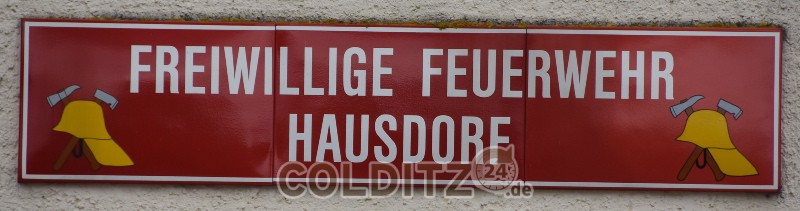 FREIWILLIGE FEUERWEHR
HAUSDORF
COLDITZ 24 .de